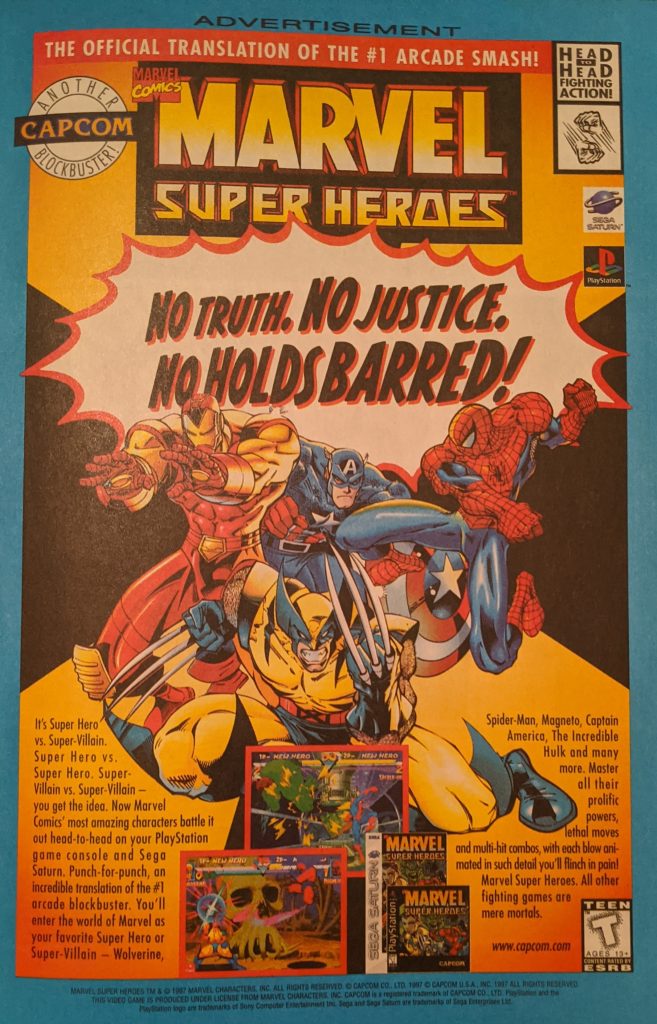 ADVERTISEMENT
THE OFFICIAL TRANSLATION OF THE #1 ARCADE SMASH!
HEAD
TO
HEAD
FIGHTING
ACTION!
ANOTHER
CAPCOM
BLOCKBUSTER!
MARVEL
COMICS
MARVEL
SUPER HEROES™
SEGA
SATURN™
PlayStation
NO TRUTH. NO JUSTICE.
NO HOLDS BARRED!
A
It's Super Hero
vs. Super-Villain.
Super Hero vs.
Super Hero. Super-
Villain vs. Super-Villain –
you get the idea. Now Marvel
Comics' most amazing characters battle it
out head-to-head on your PlayStation
game console and Sega
Saturn. Punch-for-punch, an
incredible translation of the #1
arcade blockbuster. You'll
enter the world of Marvel as
your favorite Super Hero or
Super-Villain – Wolverine,
Spider-Man, Magneto, Captain
America, The Incredible
Hulk and many
more. Master
all their
prolific
powers,
lethal moves
and multi-hit combos, with each blow ani-
mated in such detail you'll flinch in pain!
Marvel Super Heroes. All other
fighting games are
mere mortals.
www.capcom.com
NEW HERO
NEW HERO
SEGA SATURN
MARVEL
SUPER HEROES
PlayStation
MARVEL
SUPER HEROES
CAPCOM
TEEN
T
AGES 13+
CONTENT RATED BY
ESRB
MARVEL SUPER HEROES TM & © 1997 MARVEL CHARACTERS, INC. ALL RIGHTS RESERVED. © CAPCOM CO., LTD. 1997 © CAPCOM U.S.A., INC. 1997 ALL RIGHTS RESERVED.
THIS VIDEO GAME IS PRODUCED UNDER LICENSE FROM MARVEL CHARACTERS, INC. CAPCOM is a registered trademark of CAPCOM CO., LTD. PlayStation and the
PlayStation logo are trademarks of Sony Computer Entertainment Inc. Sega and Sega Saturn are trademarks of Sega Enterprises Ltd.